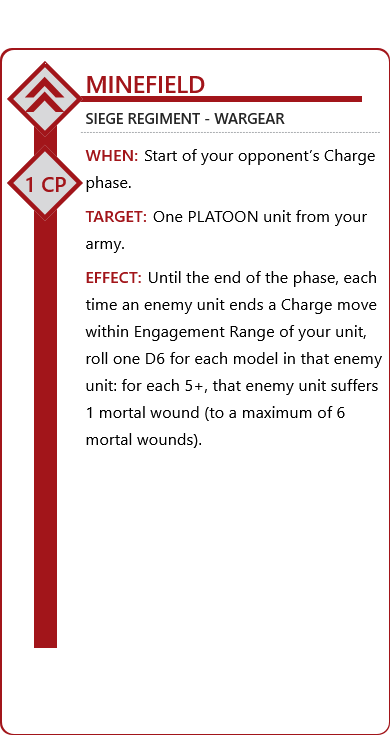 MINEFIELD
SIEGE REGIMENT - WARGEAR
1 CP
WHEN: Start of your opponent’s Charge
phase.
TARGET: One PLATOON unit from your
army.
EFFECT: Until the end of the phase, each
time an enemy unit ends a Charge move
within Engagement Range of your unit,
roll one D6 for each model in that enemy
unit: for each 5+, that enemy unit suffers
1 mortal wound (to a maximum of 6
mortal wounds).